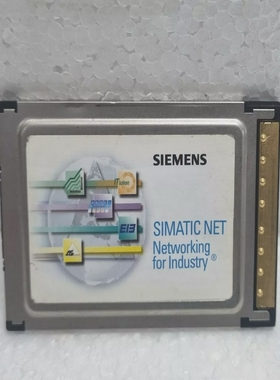 SIEMENS
SIMATIC NET
Networking
for Industry®